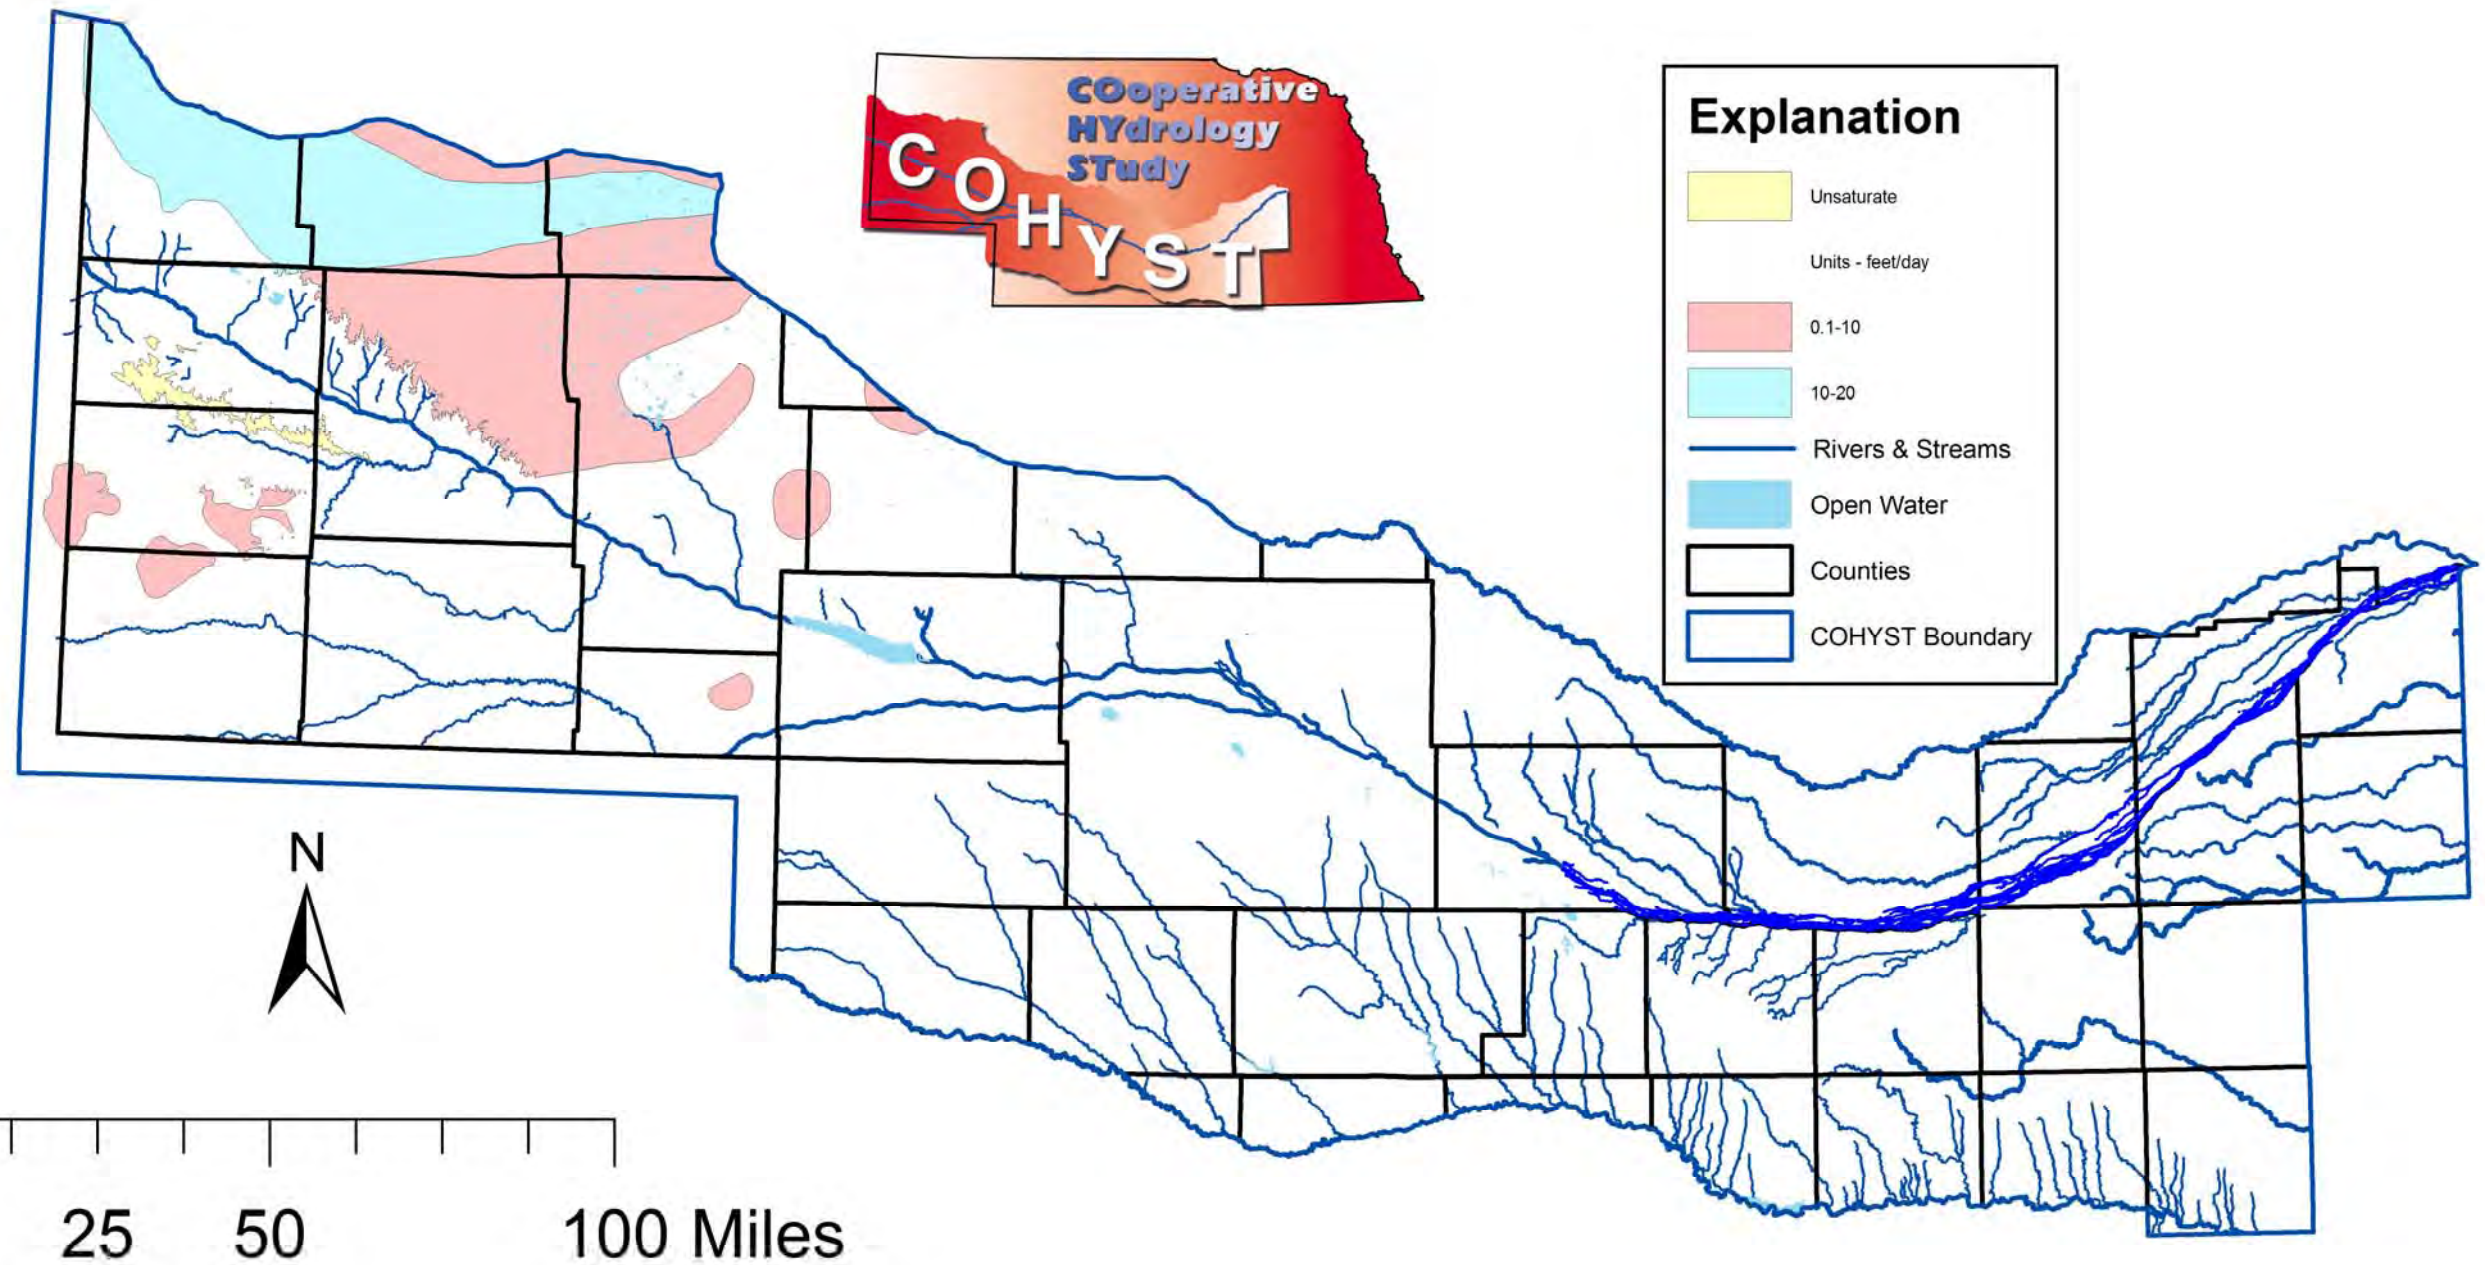 COoperative
HYdrology
STudy
COHYST
Explanation
Unsaturate
Units - feet/day
0.1-10
10-20
Rivers & Streams
Open Water
Counties
COHYST Boundary
N
25 50 100 Miles